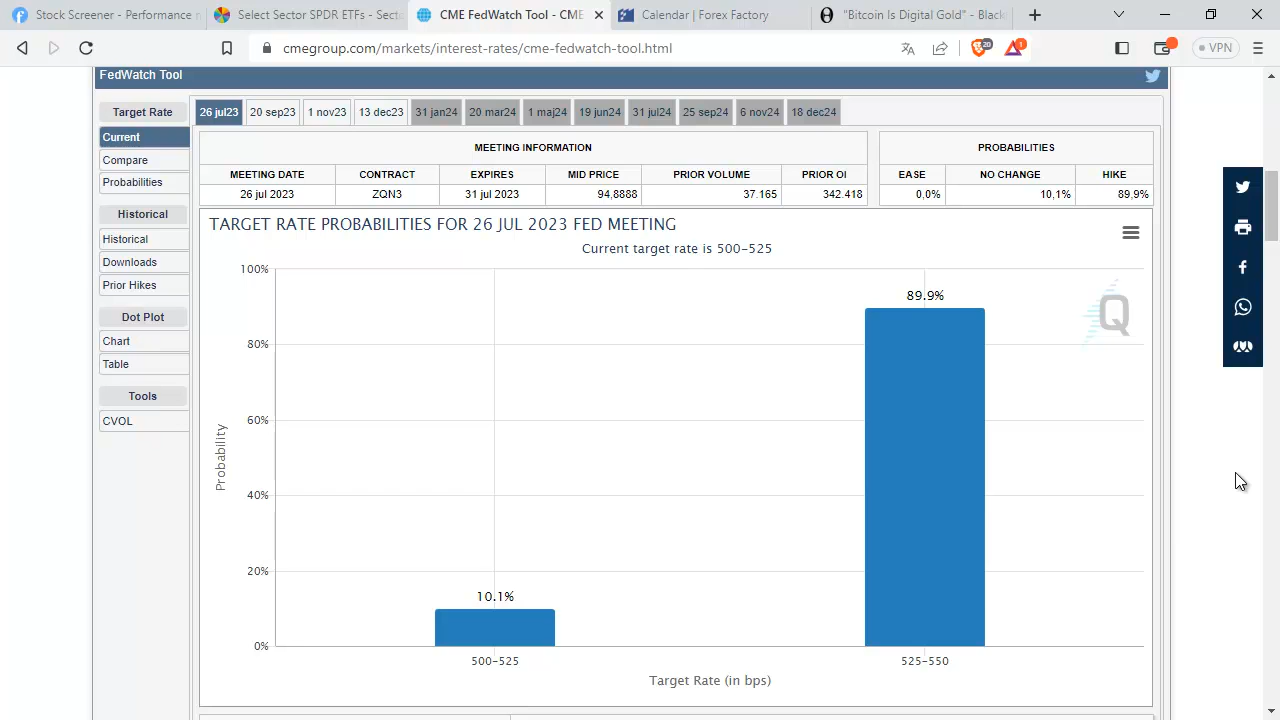 Stock Screener - Performance
Select Sector SPDR ETFs - Sect
CME FedWatch Tool - CME
Calendar | Forex Factory
"Bitcoin Is Digital Gold" - Black
cmegroup.com/markets/interest-rates/cme-fedwatch-tool.html
20
1
VPN
FedWatch Tool
Target Rate
Current
Compare
Probabilities
Historical
Historical
Downloads
Prior Hikes
Dot Plot
Chart
Table
Tools
CVOL
26 jul23 20 sep23 1 nov23 13 dec23 31 jan24 20 mar24 1 maj24 19 jun24 31 jul24 25 sep24 6 nov24 18 dec24
MEETING INFORMATION
MEETING DATE CONTRACT EXPIRES MID PRICE PRIOR VOLUME PRIOR OI
26 jul 2023 ZQN3 31 jul 2023 94,8888 37.165 342.418
PROBABILITIES
EASE NO CHANGE HIKE
0,0% 10,1% 89,9%
TARGET RATE PROBABILITIES FOR 26 JUL 2023 FED MEETING
Current target rate is 500-525
100%
80%
60%
40%
20%
0%
Probability
10.1%
89.9%
Q
500-525
525-550
Target Rate (in bps)